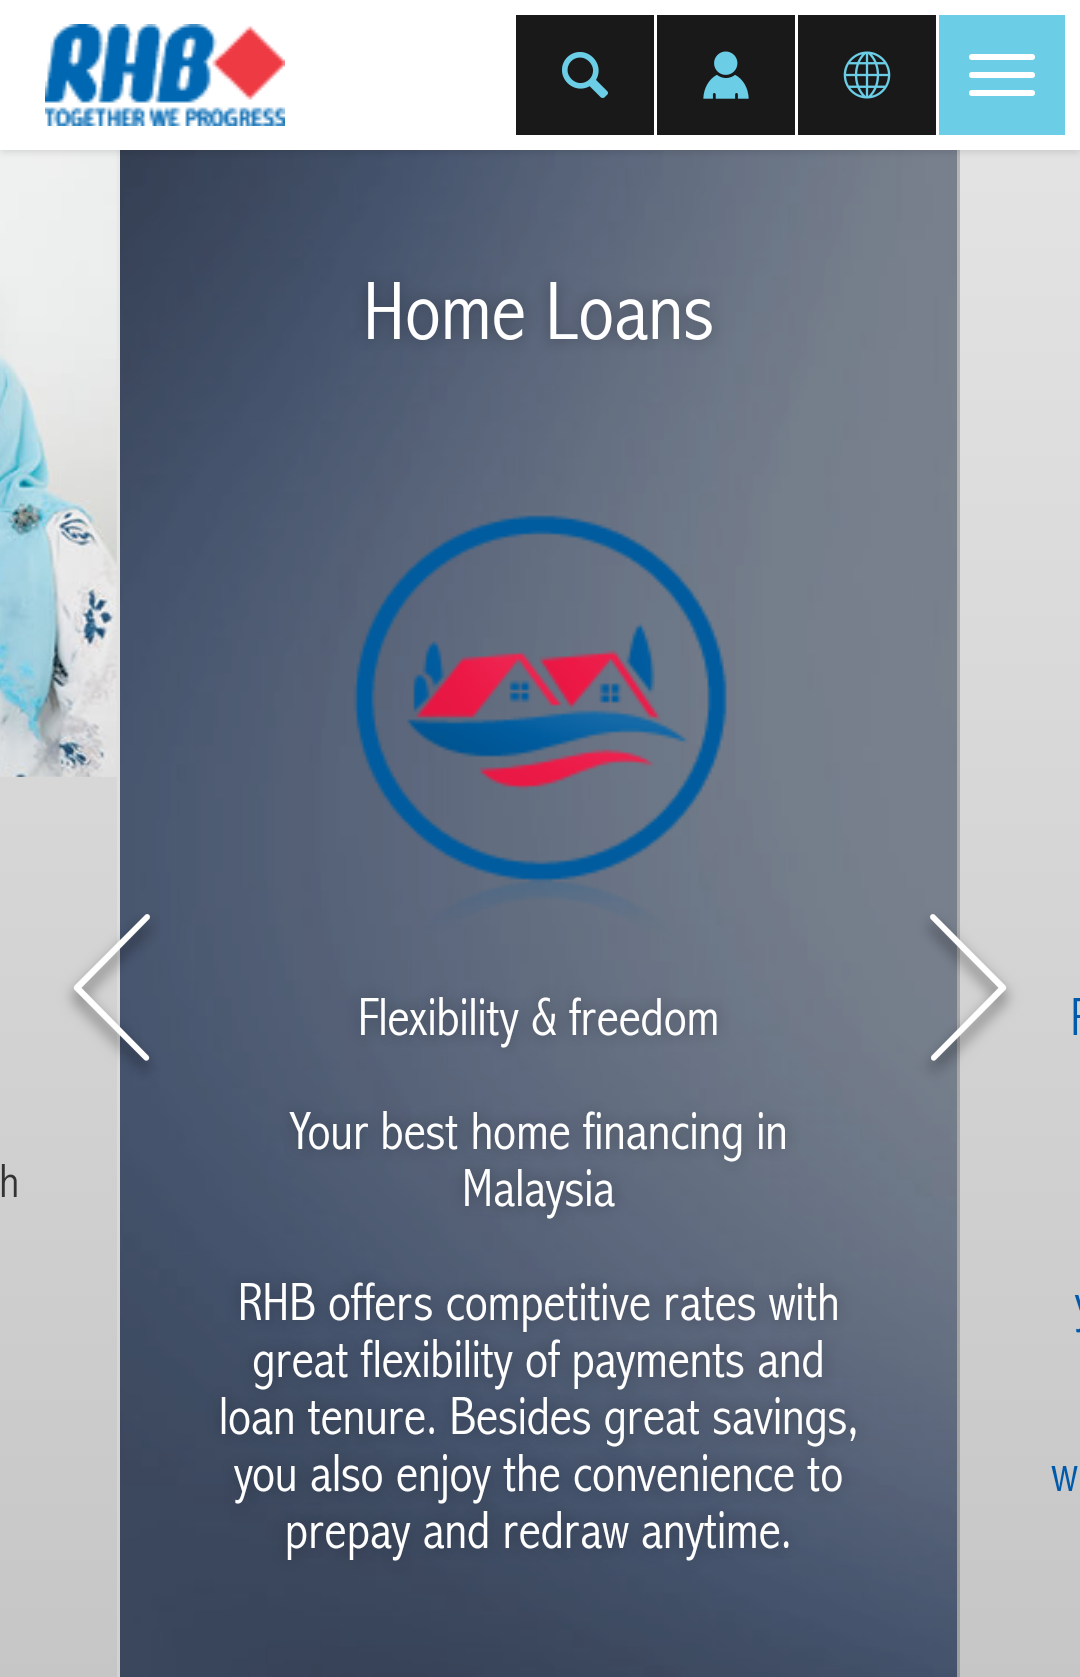 RHB
TOGETHER WE PROGRESS
Home Loans
Flexibility & freedom
Your best home financing in
Malaysia
RHB offers competitive rates with
great flexibility of payments and
loan tenure. Besides great savings,
you also enjoy the convenience to
prepay and redraw anytime.
h
w